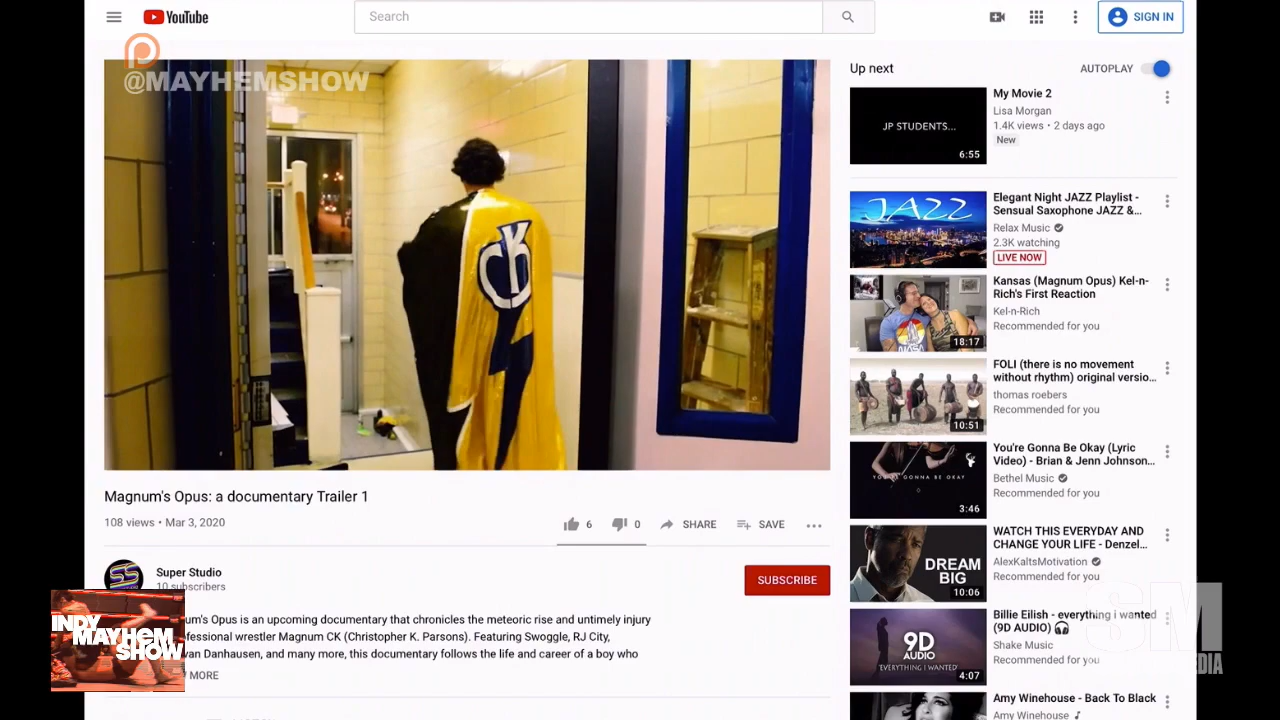 YouTube
Search
SIGN IN
@MAYHEMSHOW
CK
Magnum's Opus: a documentary Trailer 1
108 views • Mar 3, 2020
6
0
SHARE
SAVE
Super Studio
10 subscribers
SUBSCRIBE
um's Opus is an upcoming documentary that chronicles the meteoric rise and untimely injury
fessional wrestler Magnum CK (Christopher K. Parsons). Featuring Swoggle, RJ City,
van Danhausen, and many more, this documentary follows the life and career of a boy who
MORE
INDY
MAYHEM
SHOW
Up next
AUTOPLAY
JP STUDENTS...
6:55
My Movie 2
Lisa Morgan
1.4K views • 2 days ago
New
JAZZ
Elegant Night JAZZ Playlist -
Sensual Saxophone JAZZ &...
Relax Music
2.3K watching
LIVE NOW
18:17
Kansas (Magnum Opus) Kel-n-
Rich's First Reaction
Kel-n-Rich
Recommended for you
10:51
FOLI (there is no movement
without rhythm) original versio...
thomas roebers
Recommended for you
YOU'RE GONNA BE OKAY
3:46
You're Gonna Be Okay (Lyric
Video) - Brian & Jenn Johnson...
Bethel Music
Recommended for you
DREAM
BIG
10:06
WATCH THIS EVERYDAY AND
CHANGE YOUR LIFE - Denzel...
AlexKaltsMotivation
Recommended for you
9D
AUDIO
'EVERYTHING I WANTED'
4:07
Billie Eilish - everything i wanted
(9D AUDIO)
Shake Music
Recommended for you
SM
EDIA
Amy Winehouse - Back To Black
Amy Winehouse